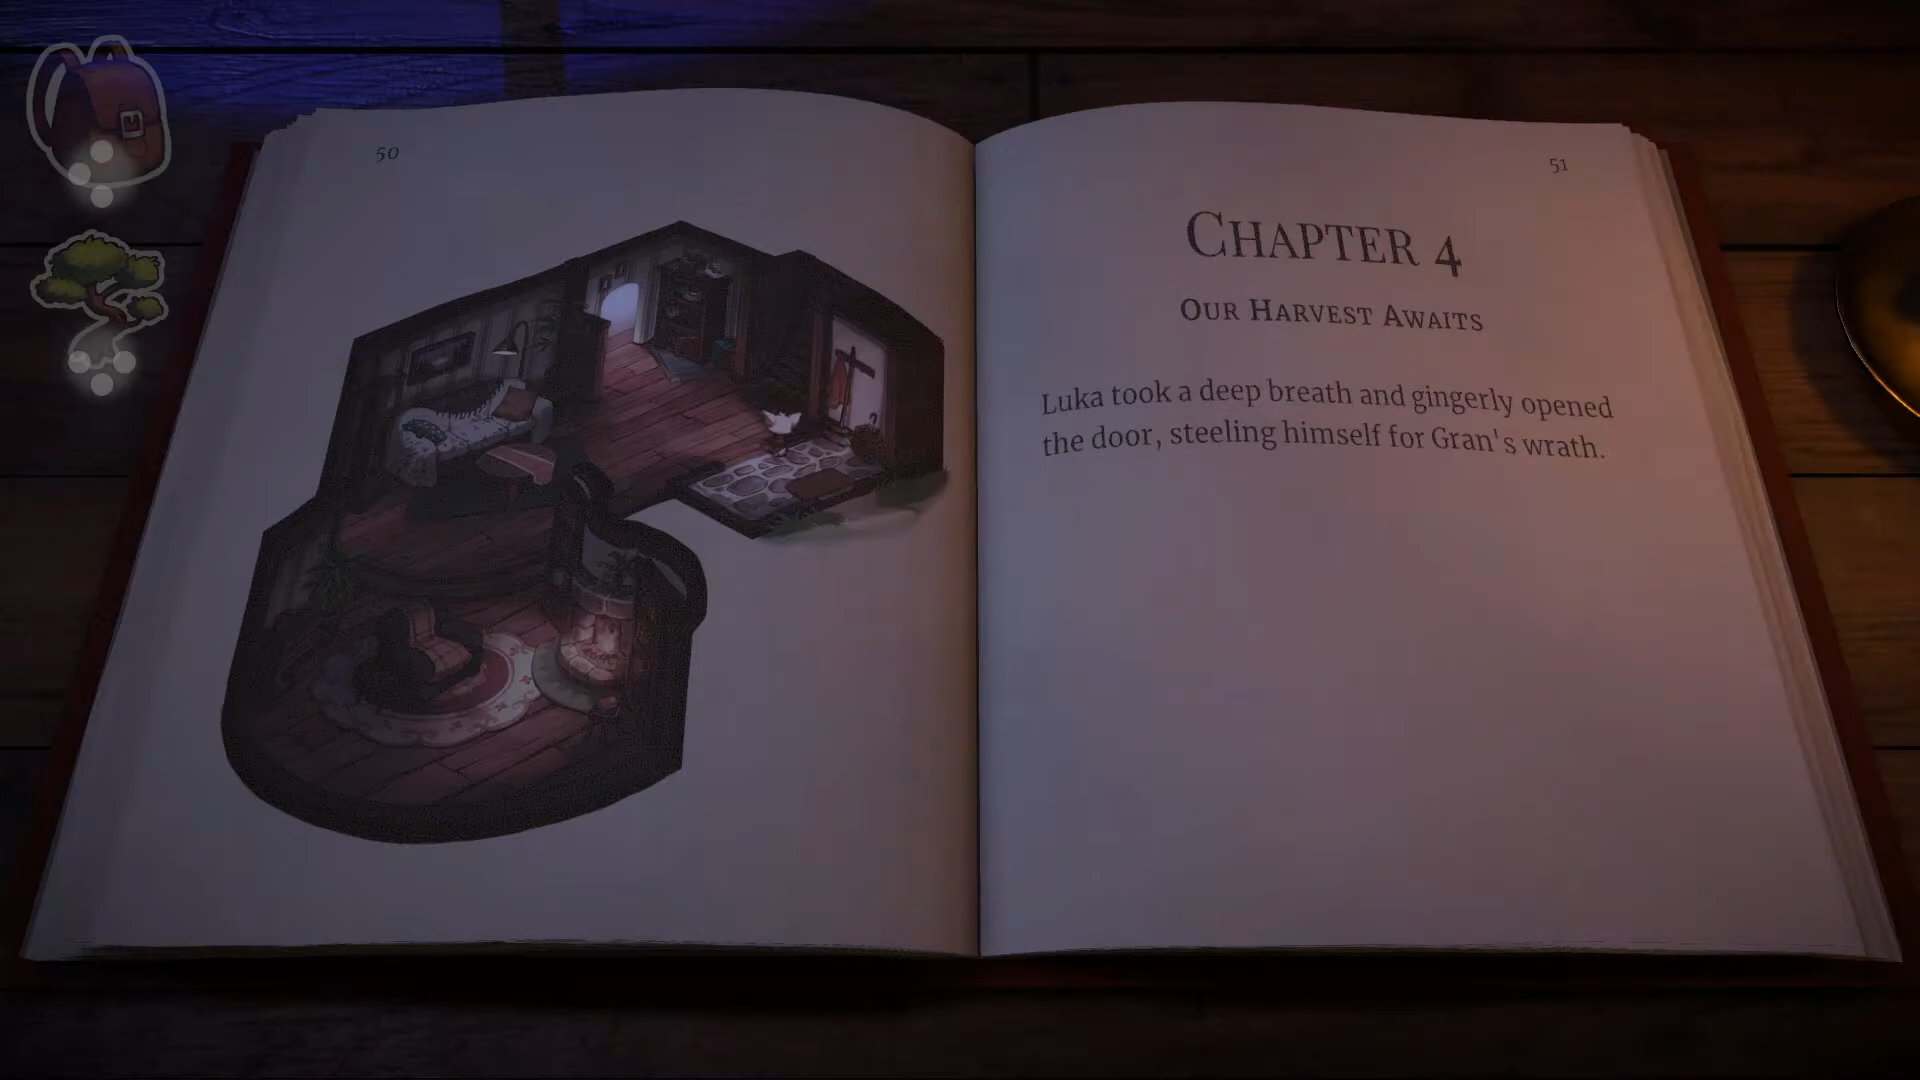 50
51
Chapter 4
Our Harvest Awaits
Luka took a deep breath and gingerly opened
the door, steeling himself for Gran's wrath.